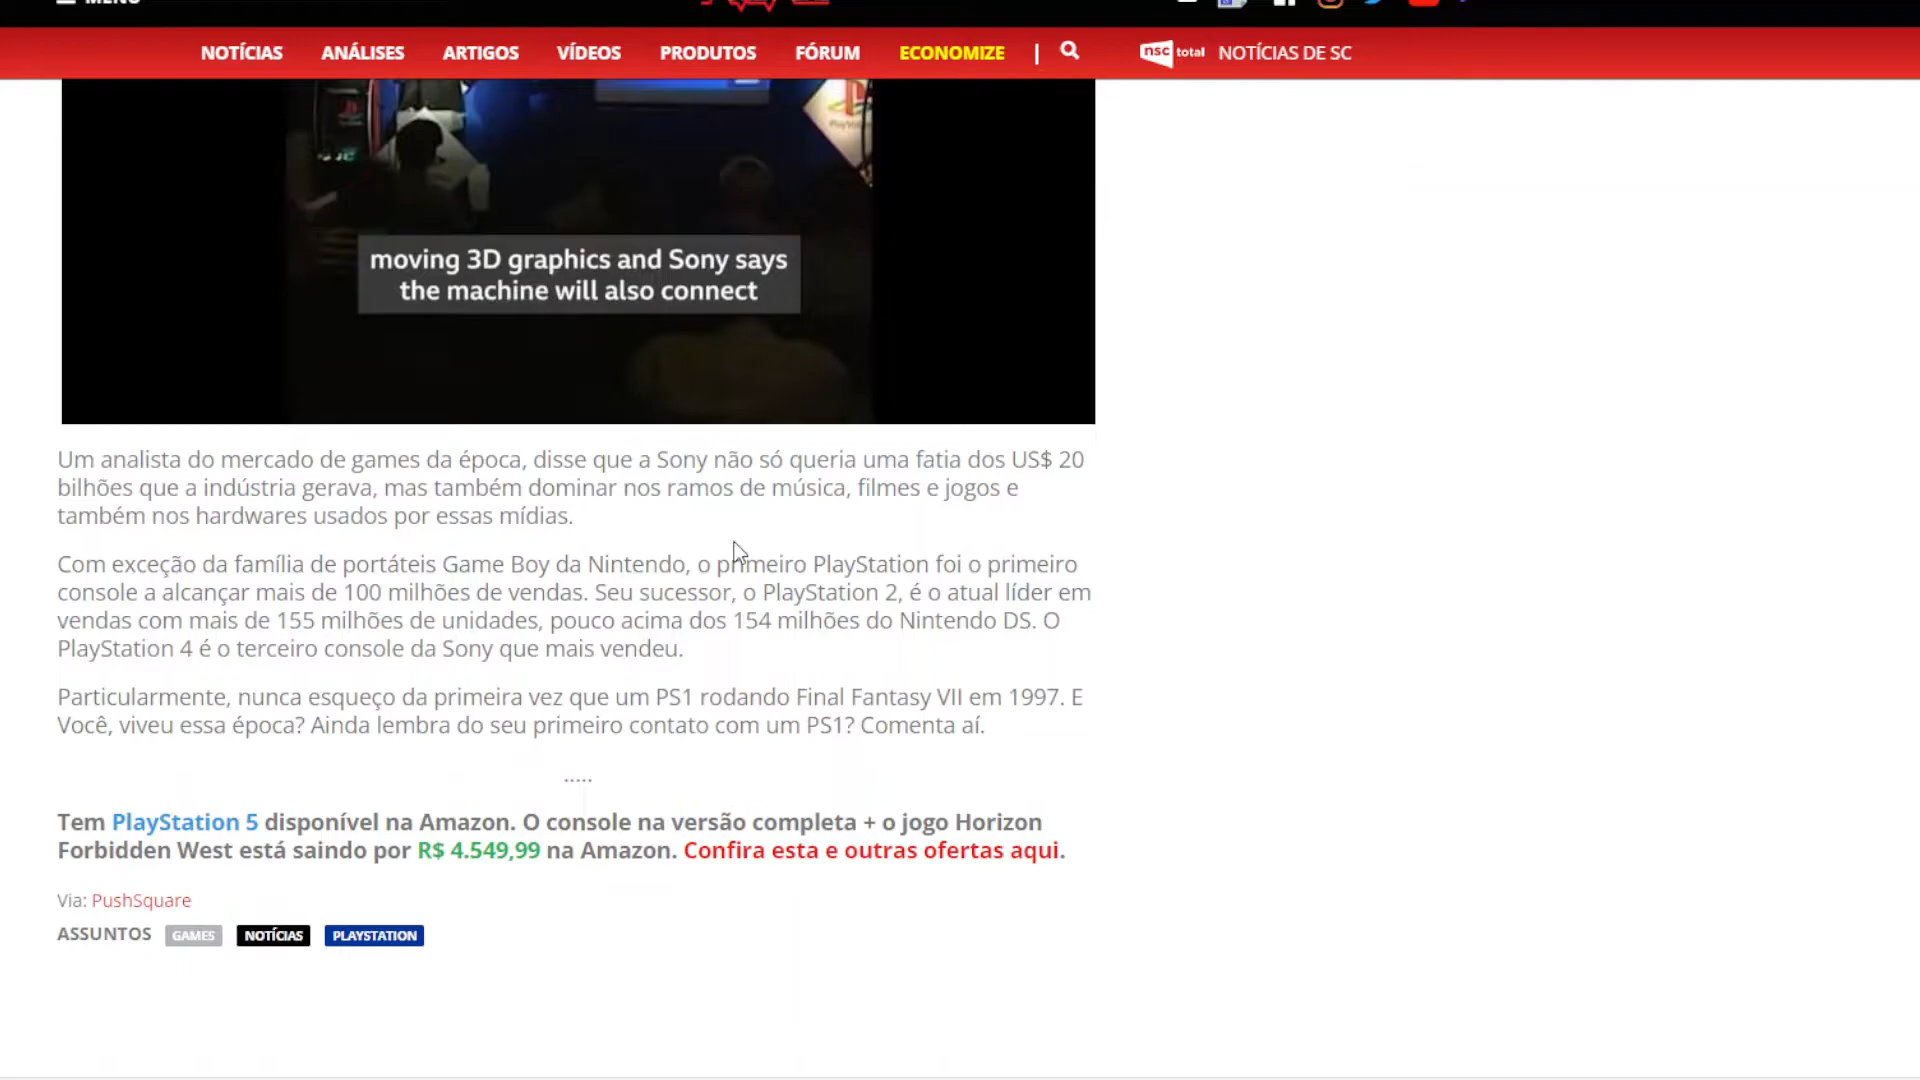 MENU
NOTÍCIAS ANÁLISES ARTIGOS VÍDEOS PRODUTOS FÓRUM ECONOMIZE | nsc total NOTÍCIAS DE SC
moving 3D graphics and Sony says
the machine will also connect
Um analista do mercado de games da época, disse que a Sony não só queria uma fatia dos US$ 20
bilhões que a indústria gerava, mas também dominar nos ramos de música, filmes e jogos e
também nos hardwares usados por essas mídias.
Com exceção da família de portáteis Game Boy da Nintendo, o primeiro PlayStation foi o primeiro
console a alcançar mais de 100 milhões de vendas. Seu sucessor, o PlayStation 2, é o atual líder em
vendas com mais de 155 milhões de unidades, pouco acima dos 154 milhões do Nintendo DS. O
PlayStation 4 é o terceiro console da Sony que mais vendeu.
Particularmente, nunca esqueço da primeira vez que um PS1 rodando Final Fantasy VII em 1997. E
Você, viveu essa época? Ainda lembra do seu primeiro contato com um PS1? Comenta aí.
.....
Tem PlayStation 5 disponível na Amazon. O console na versão completa + o jogo Horizon
Forbidden West está saindo por R$ 4.549,99 na Amazon. Confira esta e outras ofertas aqui.
Via: PushSquare
ASSUNTOS GAMES NOTÍCIAS PLAYSTATION